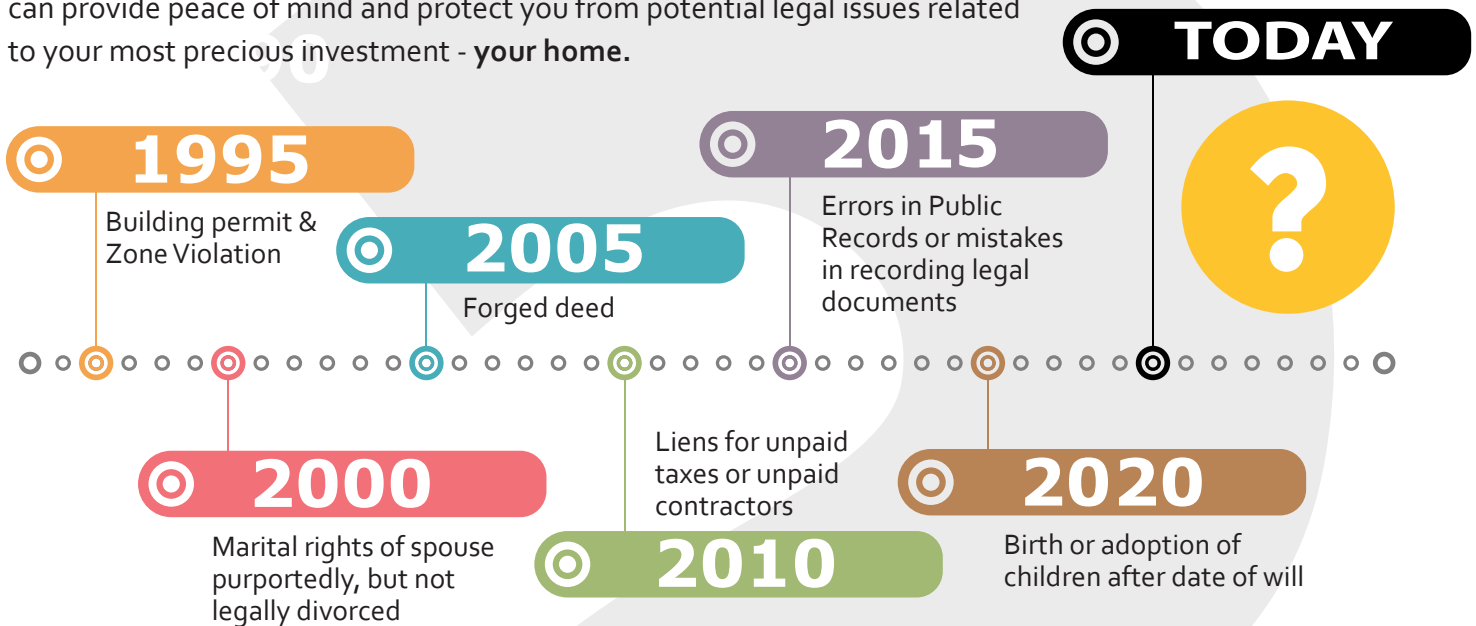 can provide peace of mind and protect you from potential legal issues related
to your most precious investment - your home.
TODAY
1995
Building permit &
Zone Violation
2005
Forged deed
2015
Errors in Public
Records or mistakes
in recording legal
documents
?
2000
Marital rights of spouse
purportedly, but not
legally divorced
Liens for unpaid
taxes or unpaid
contractors
2010
2020
Birth or adoption of
children after date of will